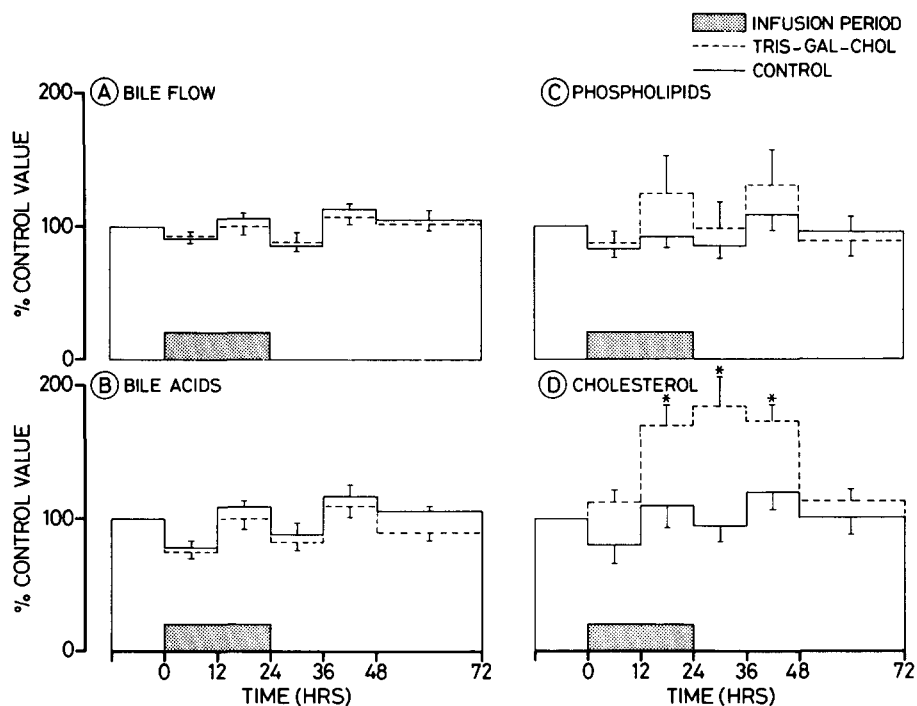 INFUSION PERIOD
TRIS-GAL-CHOL
CONTROL
A BILE FLOW
C PHOSPHOLIPIDS
% CONTROL VALUE
200
100
0
B BILE ACIDS
D CHOLESTEROL
* * *
% CONTROL VALUE
200
100
0
0 12 24 36 48 72
TIME (HRS)
0 12 24 36 48 72
TIME (HRS)